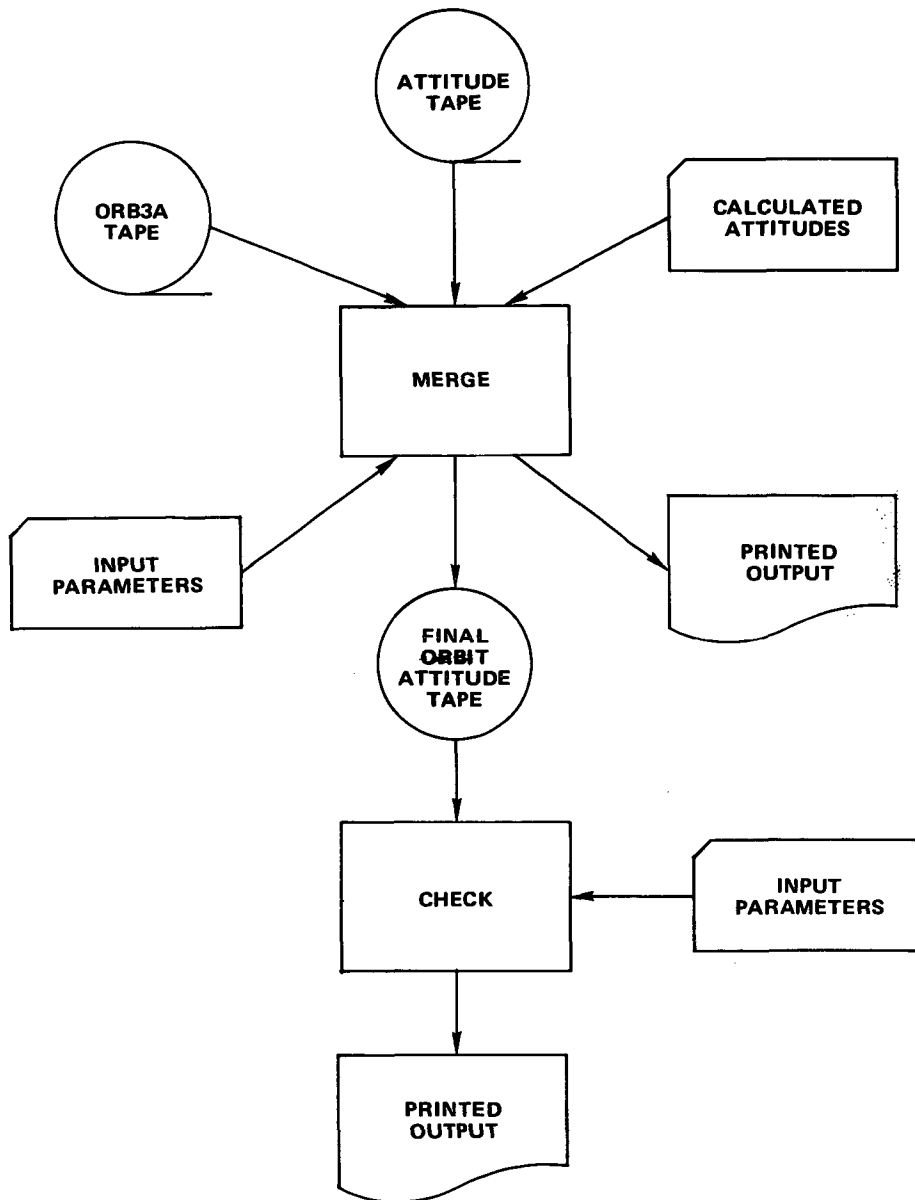 ATTITUDE
TAPE
ORB3A
TAPE
CALCULATED
ATTITUDES
MERGE
INPUT
PARAMETERS
PRINTED
OUTPUT
FINAL
ORBIT
ATTITUDE
TAPE
CHECK
INPUT
PARAMETERS
PRINTED
OUTPUT